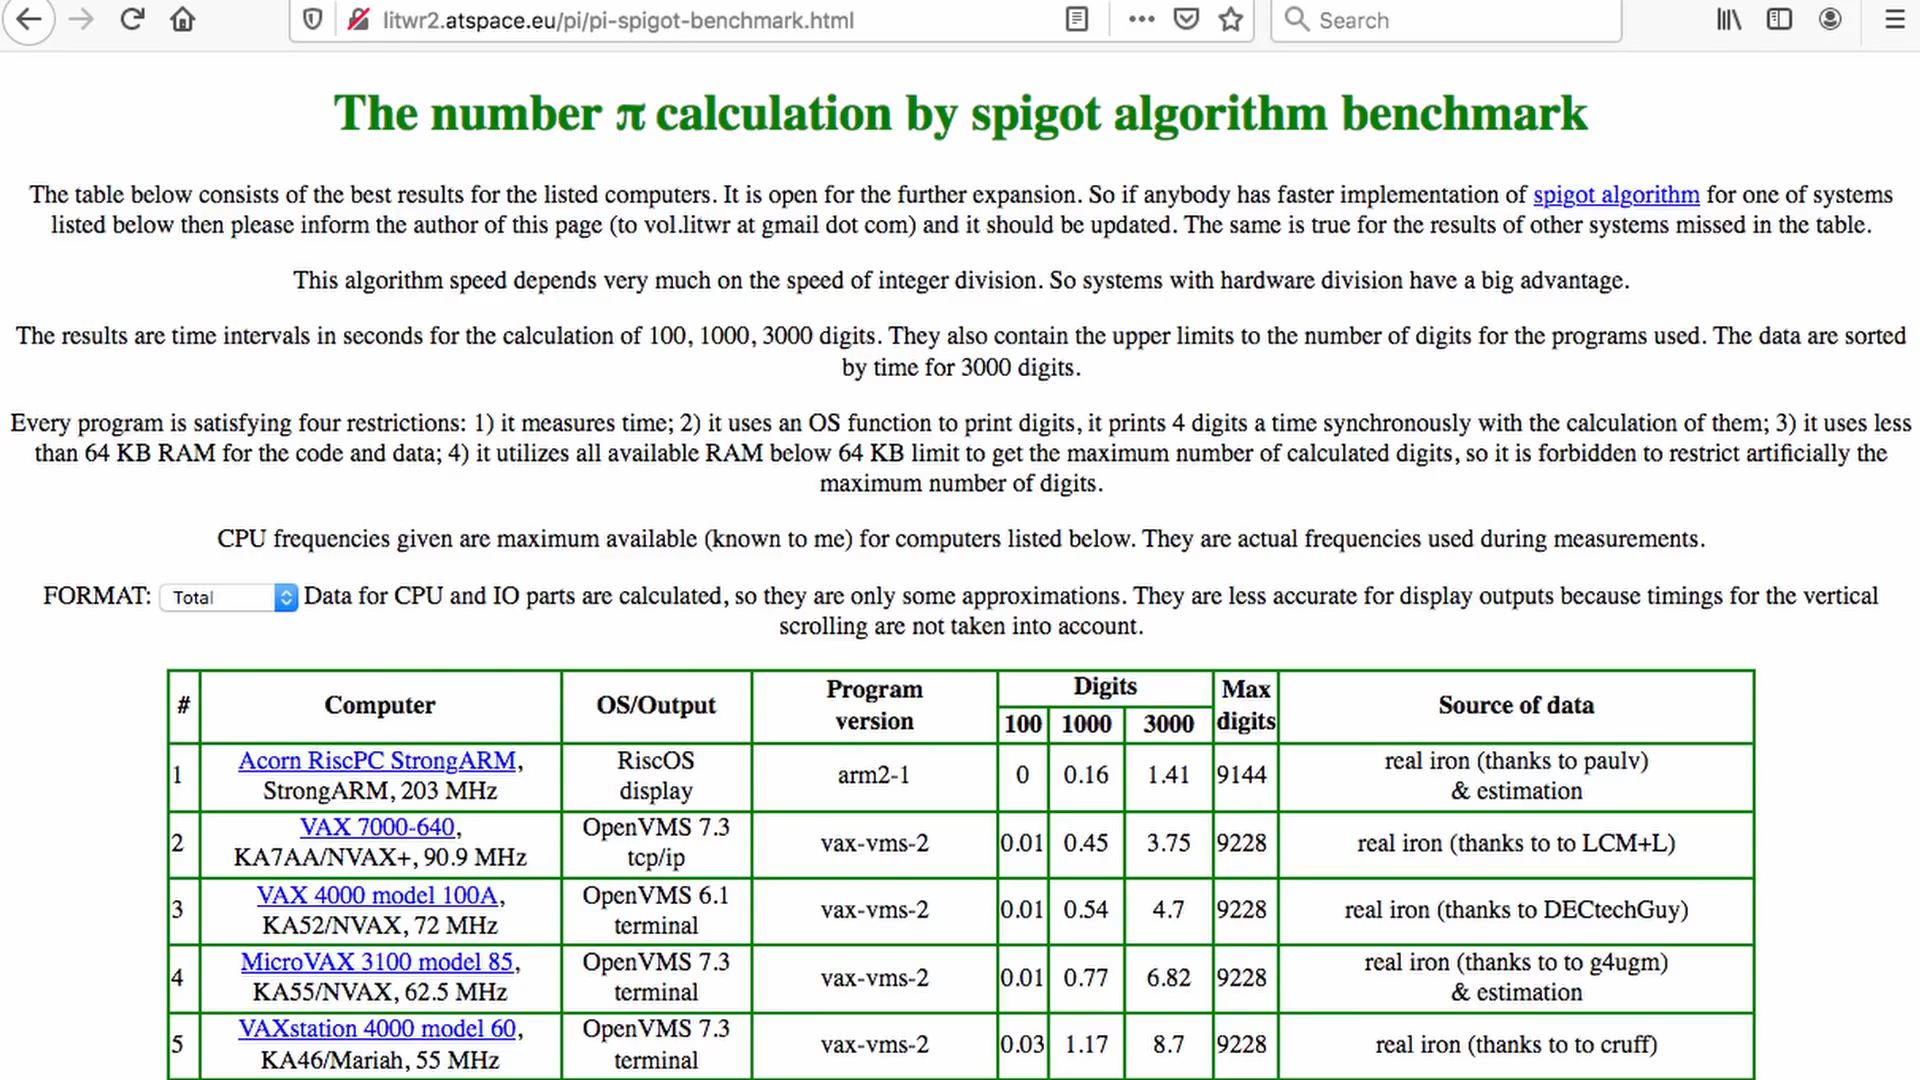 litwr2.atspace.eu/pi/pi-spigot-benchmark.html
Search
The number π calculation by spigot algorithm benchmark
The table below consists of the best results for the listed computers. It is open for the further expansion. So if anybody has faster implementation of spigot algorithm for one of systems
listed below then please inform the author of this page (to vol.litwr at gmail dot com) and it should be updated. The same is true for the results of other systems missed in the table.
This algorithm speed depends very much on the speed of integer division. So systems with hardware division have a big advantage.
The results are time intervals in seconds for the calculation of 100, 1000, 3000 digits. They also contain the upper limits to the number of digits for the programs used. The data are sorted
by time for 3000 digits.
Every program is satisfying four restrictions: 1) it measures time; 2) it uses an OS function to print digits, it prints 4 digits a time synchronously with the calculation of them; 3) it uses less
than 64 KB RAM for the code and data; 4) it utilizes all available RAM below 64 KB limit to get the maximum number of calculated digits, so it is forbidden to restrict artificially the
maximum number of digits.
CPU frequencies given are maximum available (known to me) for computers listed below. They are actual frequencies used during measurements.
FORMAT: Total Data for CPU and IO parts are calculated, so they are only some approximations. They are less accurate for display outputs because timings for the vertical
scrolling are not taken into account.
# Computer OS/Output Program version Digits 100 1000 3000 Max digits Source of data
1 Acorn RiscPC StrongARM, StrongARM, 203 MHz RiscOS display arm2-1 0 0.16 1.41 9144 real iron (thanks to paulv) & estimation
2 VAX 7000-640, KA7AA/NVAX+, 90.9 MHz OpenVMS 7.3 tcp/ip vax-vms-2 0.01 0.45 3.75 9228 real iron (thanks to to LCM+L)
3 VAX 4000 model 100A, KA52/NVAX, 72 MHz OpenVMS 6.1 terminal vax-vms-2 0.01 0.54 4.7 9228 real iron (thanks to DECtechGuy)
4 MicroVAX 3100 model 85, KA55/NVAX, 62.5 MHz OpenVMS 7.3 terminal vax-vms-2 0.01 0.77 6.82 9228 real iron (thanks to to g4ugm) & estimation
5 VAXstation 4000 model 60, KA46/Mariah, 55 MHz OpenVMS 7.3 terminal vax-vms-2 0.03 1.17 8.7 9228 real iron (thanks to to cruff)